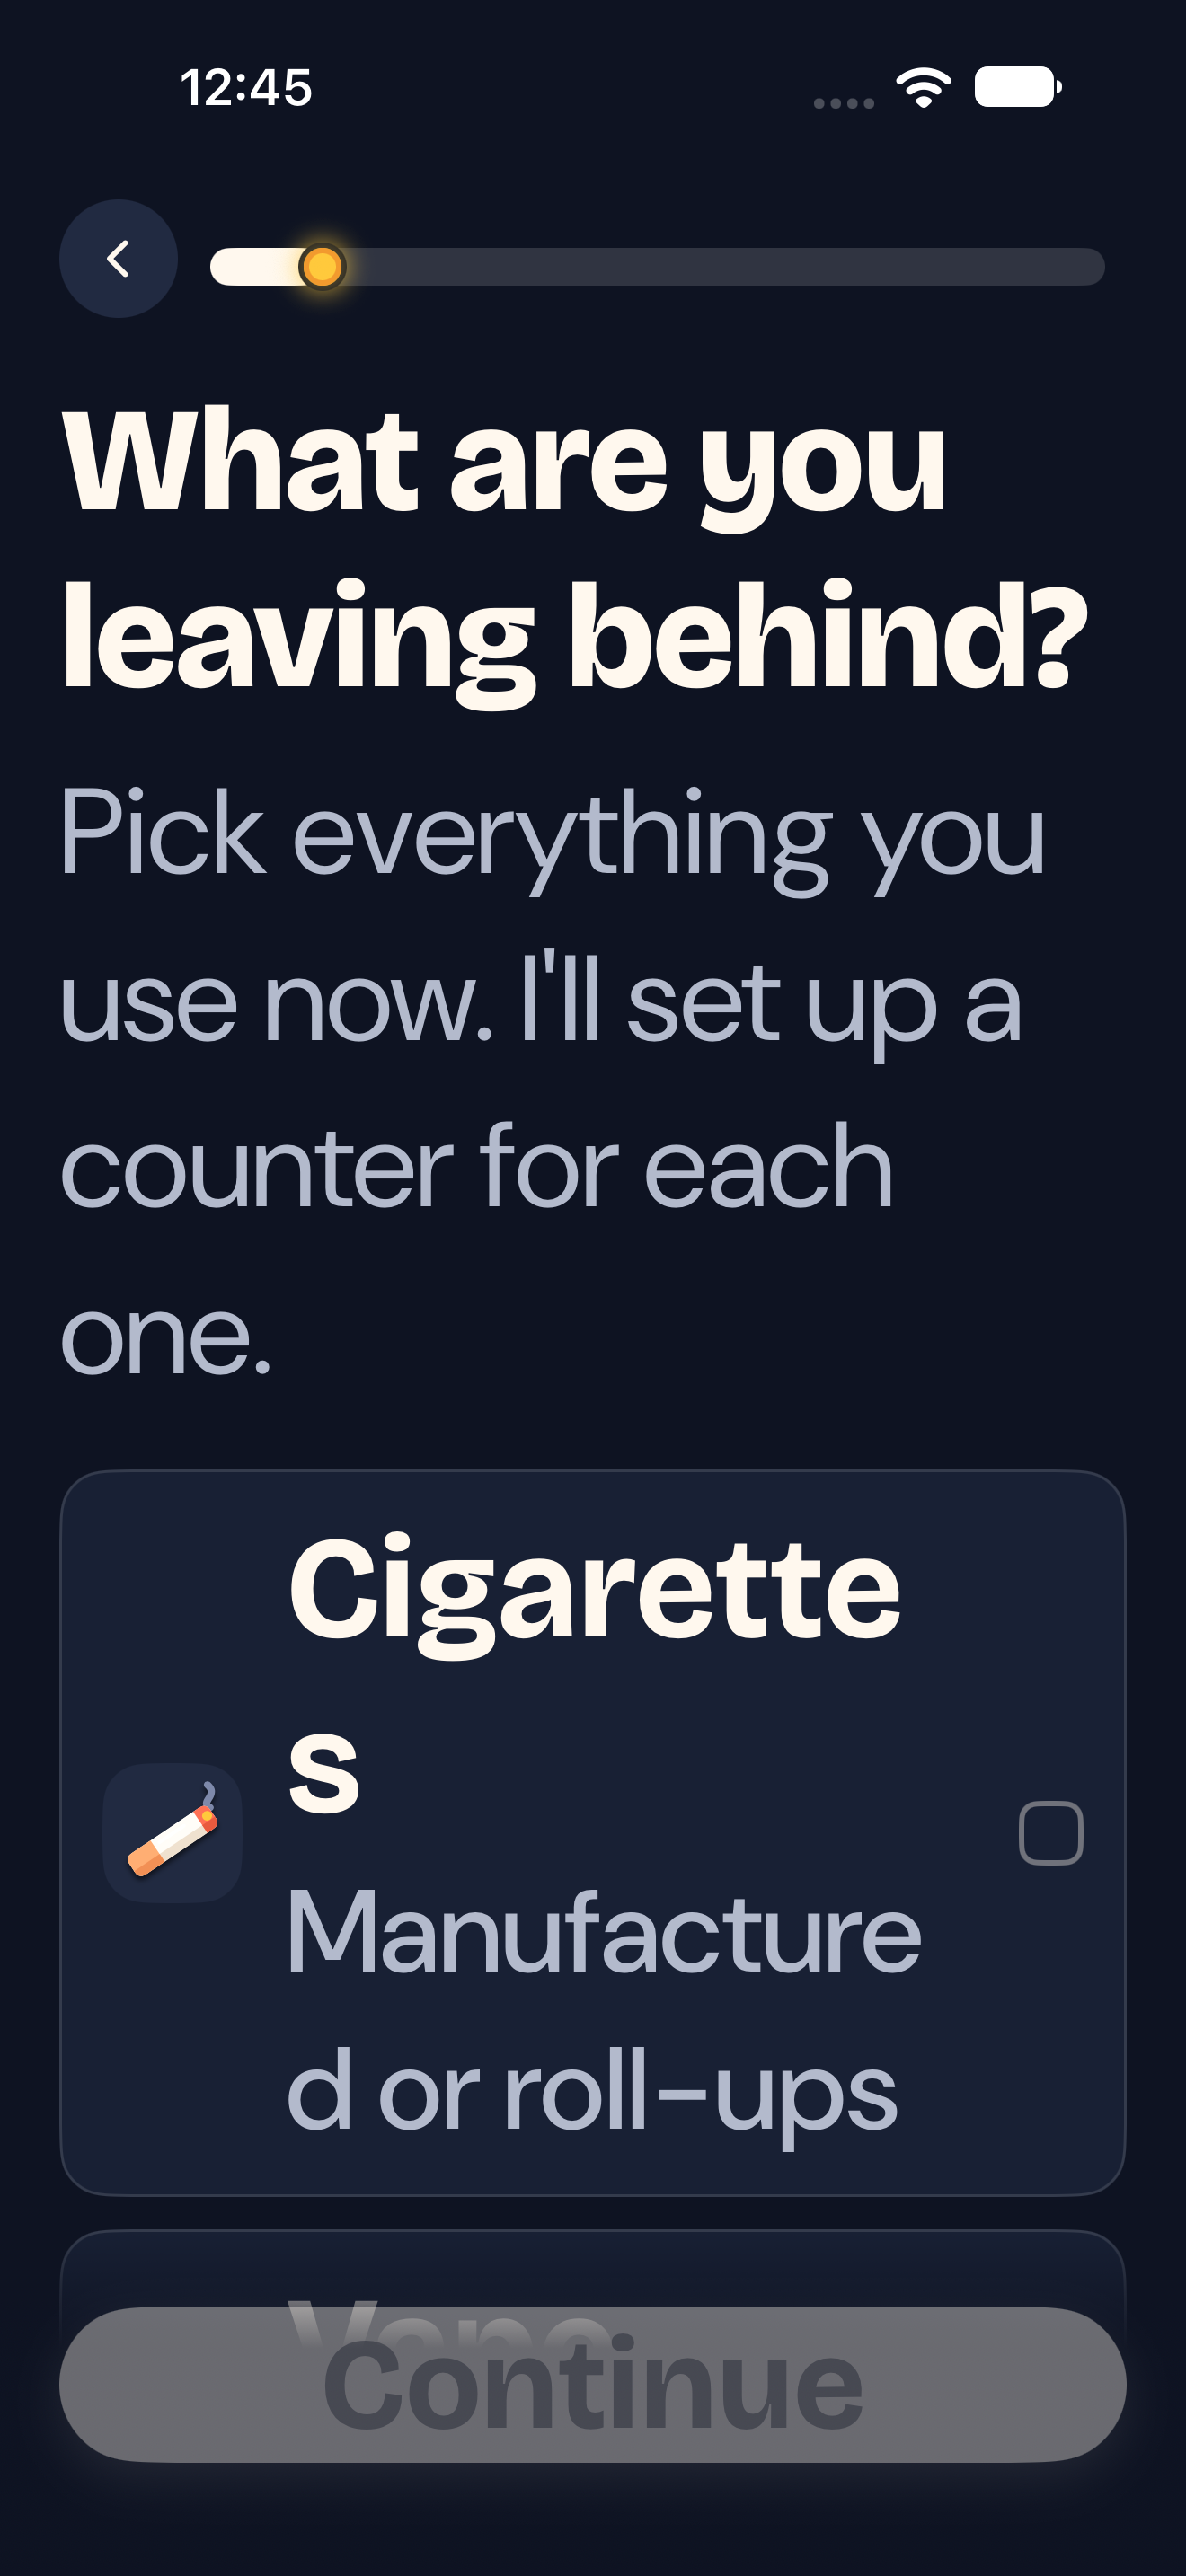 12:45
What are you
leaving behind?
Pick everything you
use now. I'll set up a
counter for each
one.
Cigarette
s
Manufacture
d or roll-ups
Continue